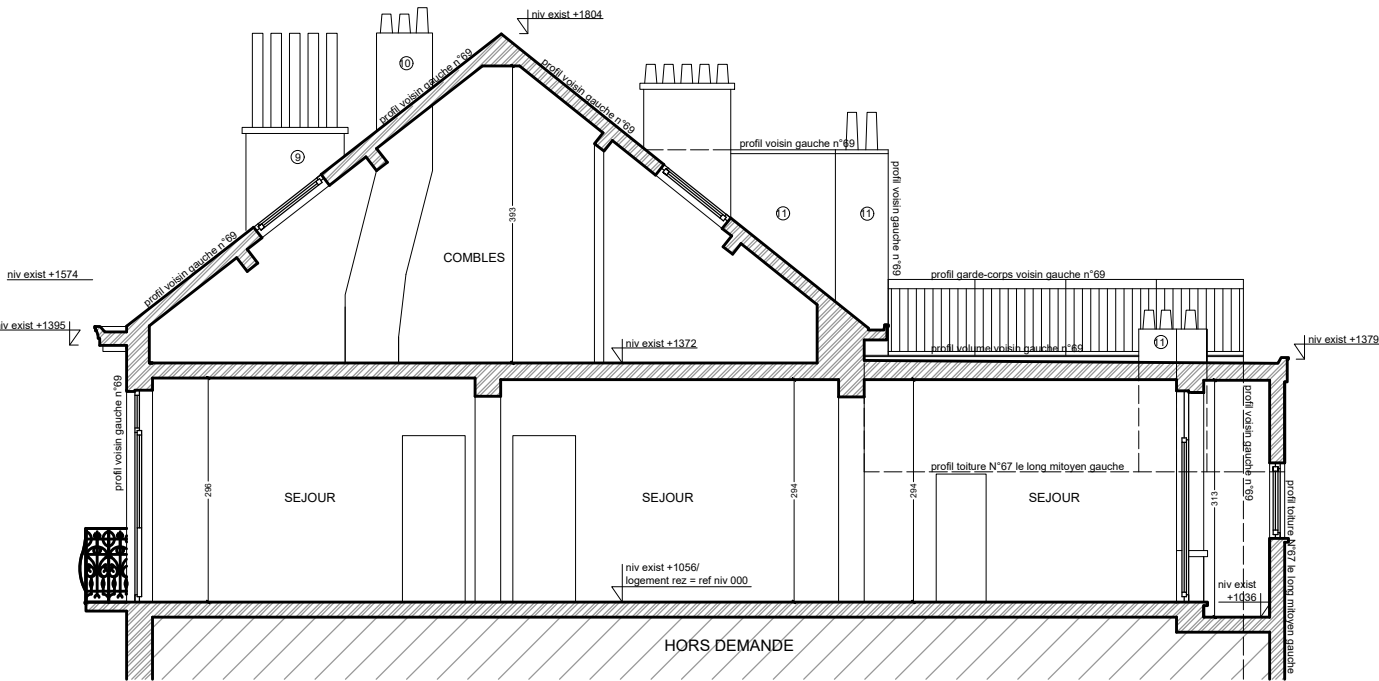 niv exist +1804
profil voisin gauche n°69
profil voisin gauche n°69
10
9
profil voisin gauche n°69
profil voisin gauche n°69
393
11
11
profil voisin gauche n°69
COMBLES
profil voisin gauche n°69
niv exist +1574
profil garde-corps voisin gauche n°69
niv exist +1395
niv exist +1372
profil volume voisin gauche n°69
11
niv exist +1379
profil voisin gauche n°69
profil voisin gauche n°69
profil toiture N°67 le long mitoyen gauche
296
SEJOUR
SEJOUR
294
294
SEJOUR
313
profil toiture N°67 le long mitoyen gauche
niv exist +1056/
logement rez = ref niv 000
niv exist
+1036
HORS DEMANDE